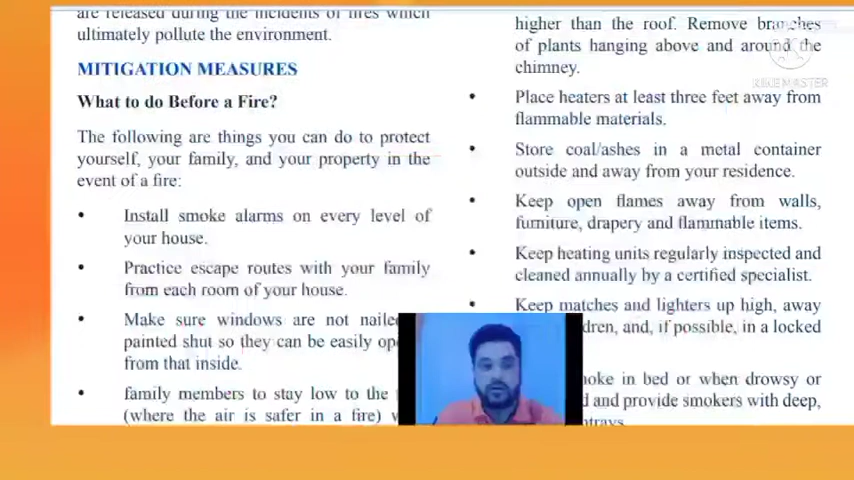 are released during the incidents of fires which
ultimately pollute the environment.
MITIGATION MEASURES
What to do Before a Fire?
The following are things you can do to protect
yourself, your family, and your property in the
event of a fire:
• Install smoke alarms on every level of
your house.
• Practice escape routes with your family
from each room of your house.
• Make sure windows are not
painted shut so they can be easily
from that inside.
• family members to stay low to the
(where the air is safer in a fire)
higher than the roof. Remove branches
of plants hanging above and around the
chimney.
• Place heaters at least three feet away from
flammable materials.
• Store coal/ashes in a metal container
outside and away from your residence.
• Keep open flames away from walls,
furniture, drapery and flammable items.
• Keep heating units regularly inspected and
cleaned annually by a certified specialist.
• Keep matches and lighters up high, away
and, if possible, in a locked
in bed or when drowsy or
and provide smokers with deep,
KINEMASTER